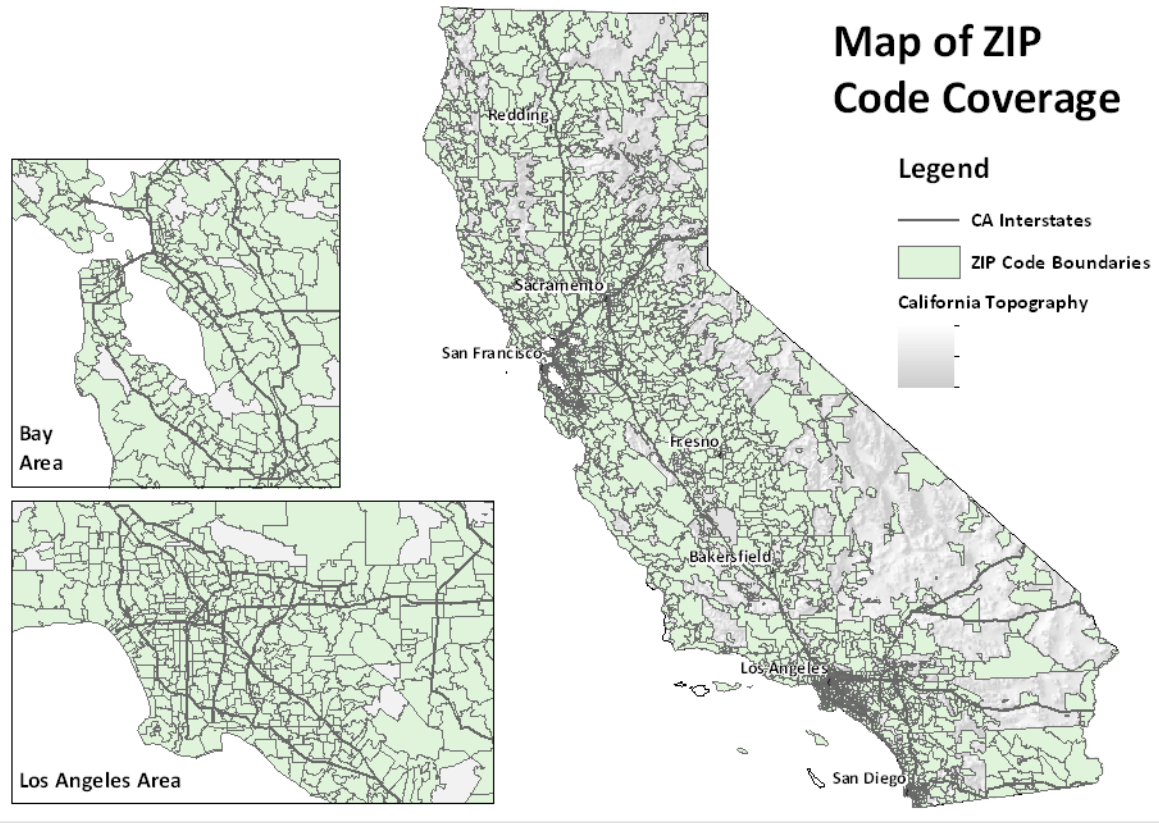 Map of ZIP
Code Coverage
Legend
CA Interstates
ZIP Code Boundaries
California Topography
Redding
Sacramento
San Francisco
Fresno
Bakersfield
Los Angeles
San Diego
Bay
Area
Los Angeles Area